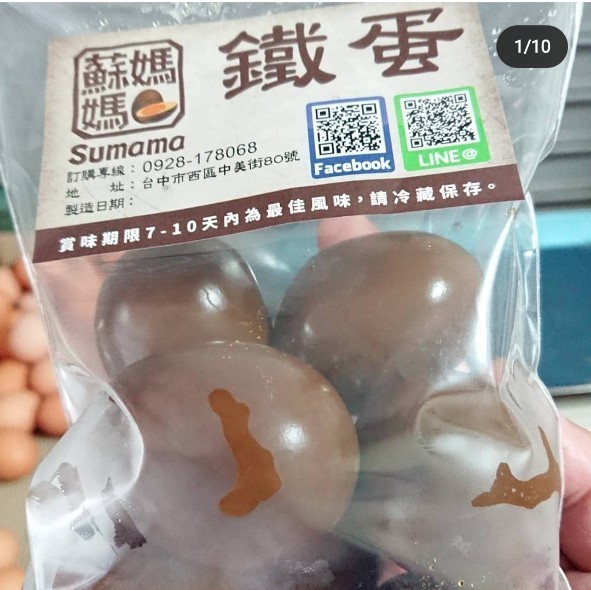 1/10
蘇媽媽
鐵蛋
Sumama
訂購專線：0928-178068
地　址：台中市西區中美街80號
製造日期：
Facebook
LINE@
賞味期限7-10天內為最佳風味，請冷藏保存。